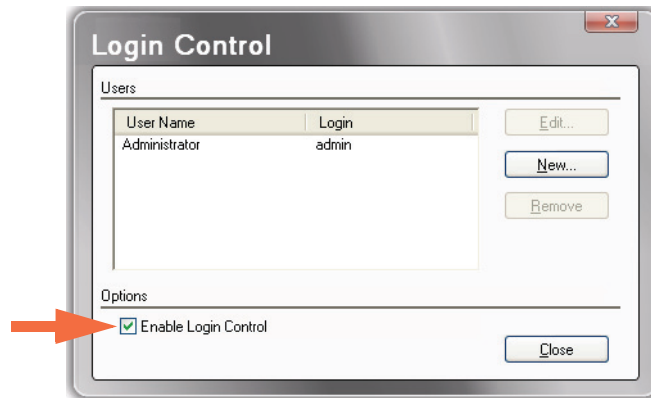 Login Control
Users
User Name Login
Administrator admin
Edit...
New...
Remove
Options
Enable Login Control
Close